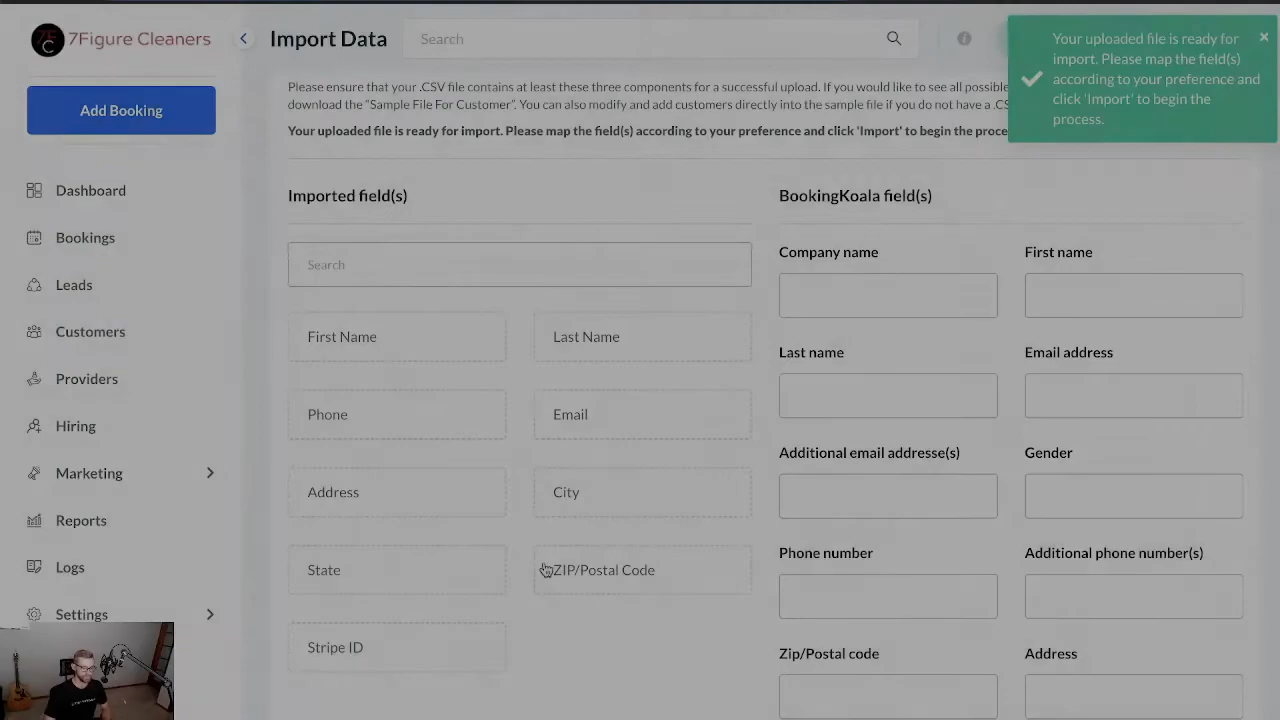 7F
C
7Figure Cleaners
Import Data
Search
Your uploaded file is ready for
import. Please map the field(s)
according to your preference and
click 'Import' to begin the
process.
Add Booking
Please ensure that your .CSV file contains at least these three components for a successful upload. If you would like to see all possible
download the "Sample File For Customer". You can also modify and add customers directly into the sample file if you do not have a .CS
Your uploaded file is ready for import. Please map the field(s) according to your preference and click 'Import' to begin the proce
Dashboard
Bookings
Leads
Customers
Providers
Hiring
Marketing
Reports
Logs
Settings
Imported field(s)
Search
First Name
Last Name
Phone
Email
Address
City
State
ZIP/Postal Code
Stripe ID
BookingKoala field(s)
Company name
First name
Last name
Email address
Additional email addresse(s)
Gender
Phone number
Additional phone number(s)
Zip/Postal code
Address